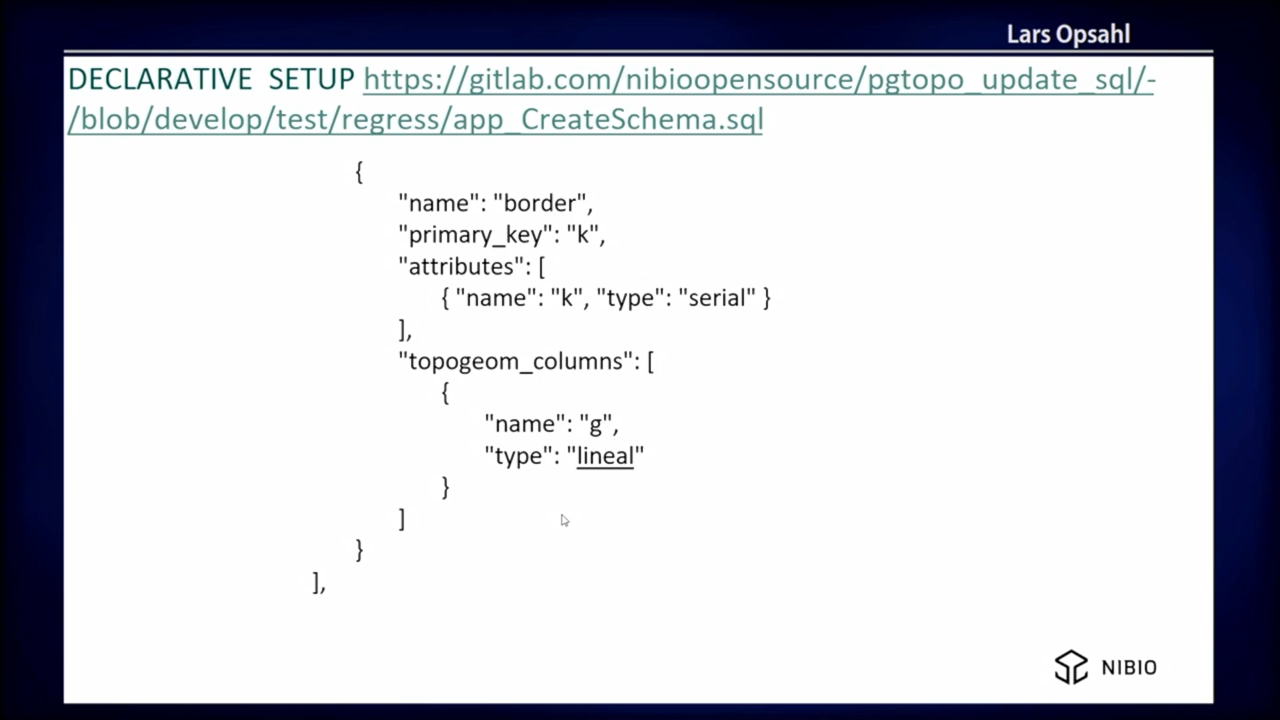 Lars Opsahl
DECLARATIVE SETUP https://gitlab.com/nibioopensource/pgtopo_update_sql/-
/blob/develop/test/regress/app_CreateSchema.sql
{
"name": "border",
"primary_key": "k",
"attributes": [
{ "name": "k", "type": "serial" }
],
"topogeom_columns": [
{
"name": "g",
"type": "lineal"
}
]
}
],
NIBIO